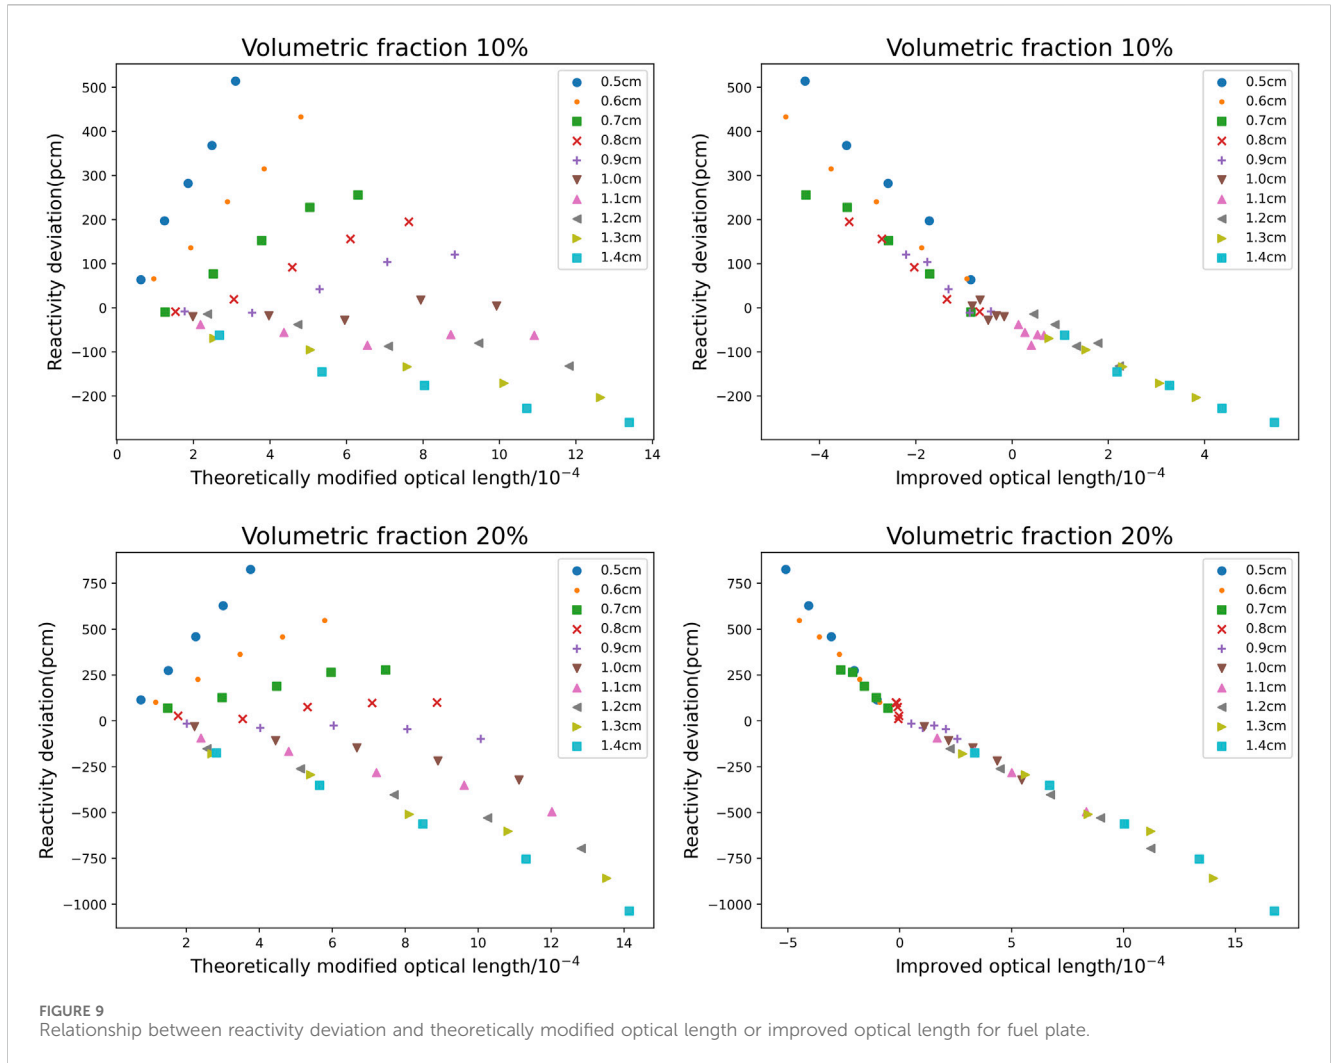 Volumetric fraction 10%
500
400
300
200
100
0
−100
−200
Reactivity deviation(pcm)
0 2 4 6 8 10 12 14
Theoretically modified optical length/10⁻⁴
0.5cm
0.6cm
0.7cm
0.8cm
0.9cm
1.0cm
1.1cm
1.2cm
1.3cm
1.4cm
Volumetric fraction 10%
500
400
300
200
100
0
−100
−200
Reactivity deviation(pcm)
−4 −2 0 2 4
Improved optical length/10⁻⁴
0.5cm
0.6cm
0.7cm
0.8cm
0.9cm
1.0cm
1.1cm
1.2cm
1.3cm
1.4cm
Volumetric fraction 20%
750
500
250
0
−250
−500
−750
−1000
Reactivity deviation(pcm)
2 4 6 8 10 12 14
Theoretically modified optical length/10⁻⁴
0.5cm
0.6cm
0.7cm
0.8cm
0.9cm
1.0cm
1.1cm
1.2cm
1.3cm
1.4cm
Volumetric fraction 20%
750
500
250
0
−250
−500
−750
−1000
Reactivity deviation(pcm)
−5 0 5 10 15
Improved optical length/10⁻⁴
0.5cm
0.6cm
0.7cm
0.8cm
0.9cm
1.0cm
1.1cm
1.2cm
1.3cm
1.4cm
FIGURE 9
Relationship between reactivity deviation and theoretically modified optical length or improved optical length for fuel plate.